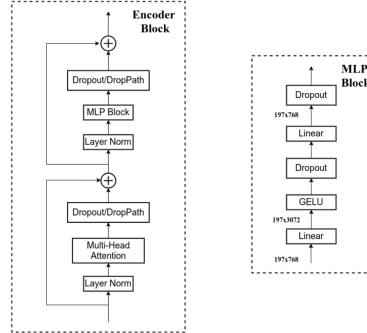 Encoder
Block
Dropout/DropPath
MLP Block
Layer Norm
Dropout/DropPath
Multi-Head
Attention
Layer Norm
MLP
Block
Dropout
197x768
Linear
Dropout
GELU
197x3072
Linear
197x768